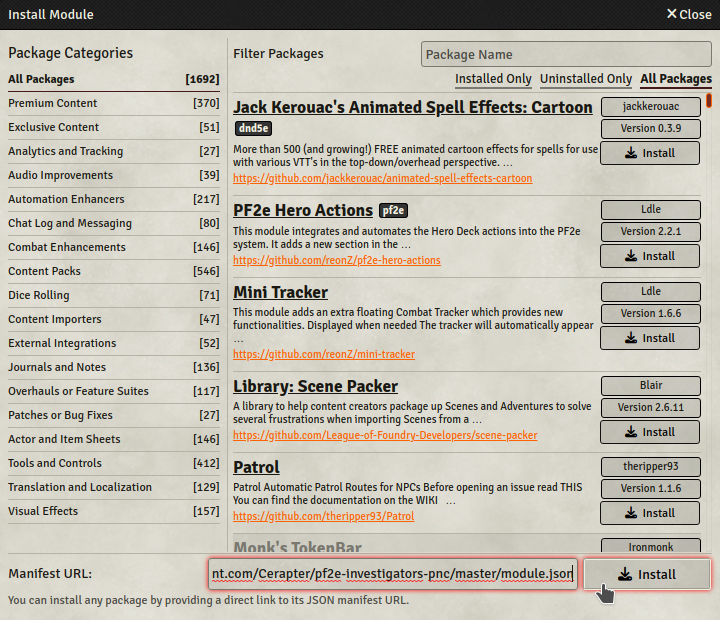 Install Module
Close
Package Categories
All Packages [1692]
Premium Content [370]
Exclusive Content [51]
Analytics and Tracking [27]
Audio Improvements [39]
Automation Enhancers [217]
Chat Log and Messaging [80]
Combat Enhancements [146]
Content Packs [546]
Dice Rolling [71]
Content Importers [47]
External Integrations [52]
Journals and Notes [136]
Overhauls or Feature Suites [117]
Patches or Bug Fixes [27]
Actor and Item Sheets [146]
Tools and Controls [412]
Translation and Localization [129]
Visual Effects [157]
Filter Packages
Package Name
Installed Only Uninstalled Only All Packages
Jack Kerouac's Animated Spell Effects: Cartoon
dnd5e
More than 500 (and growing!) FREE animated cartoon effects for spells for use
with various VTT's in the top-down/overhead perspective. ...
https://github.com/jackkerouac/animated-spell-effects-cartoon
jackkerouac
Version 0.3.9
Install
PF2e Hero Actions pf2e
This module integrates and automates the Hero Deck actions into the PF2e
system. It adds a new section in the ...
https://github.com/reonZ/pf2e-hero-actions
Ldle
Version 2.2.1
Install
Mini Tracker
This module adds an extra floating Combat Tracker which provides new
functionalities. Displayed when needed The tracker will automatically appear
...
https://github.com/reonZ/mini-tracker
Ldle
Version 1.6.6
Install
Library: Scene Packer
A library to help content creators package up Scenes and Adventures to solve
several frustrations when importing Scenes from a ...
https://github.com/League-of-Foundry-Developers/scene-packer
Blair
Version 2.6.11
Install
Patrol
Patrol Automatic Patrol Routes for NPCs Before opening an issue read THIS
You can find the documentation on the WIKI ...
https://github.com/theripper93/Patrol
theripper93
Version 1.1.6
Install
Monk's TokenBar
Ironmonk
Manifest URL:
nt.com/Cerapter/pf2e-investigators-pnc/master/module.json
Install
You can install any package by providing a direct link to its JSON manifest URL.